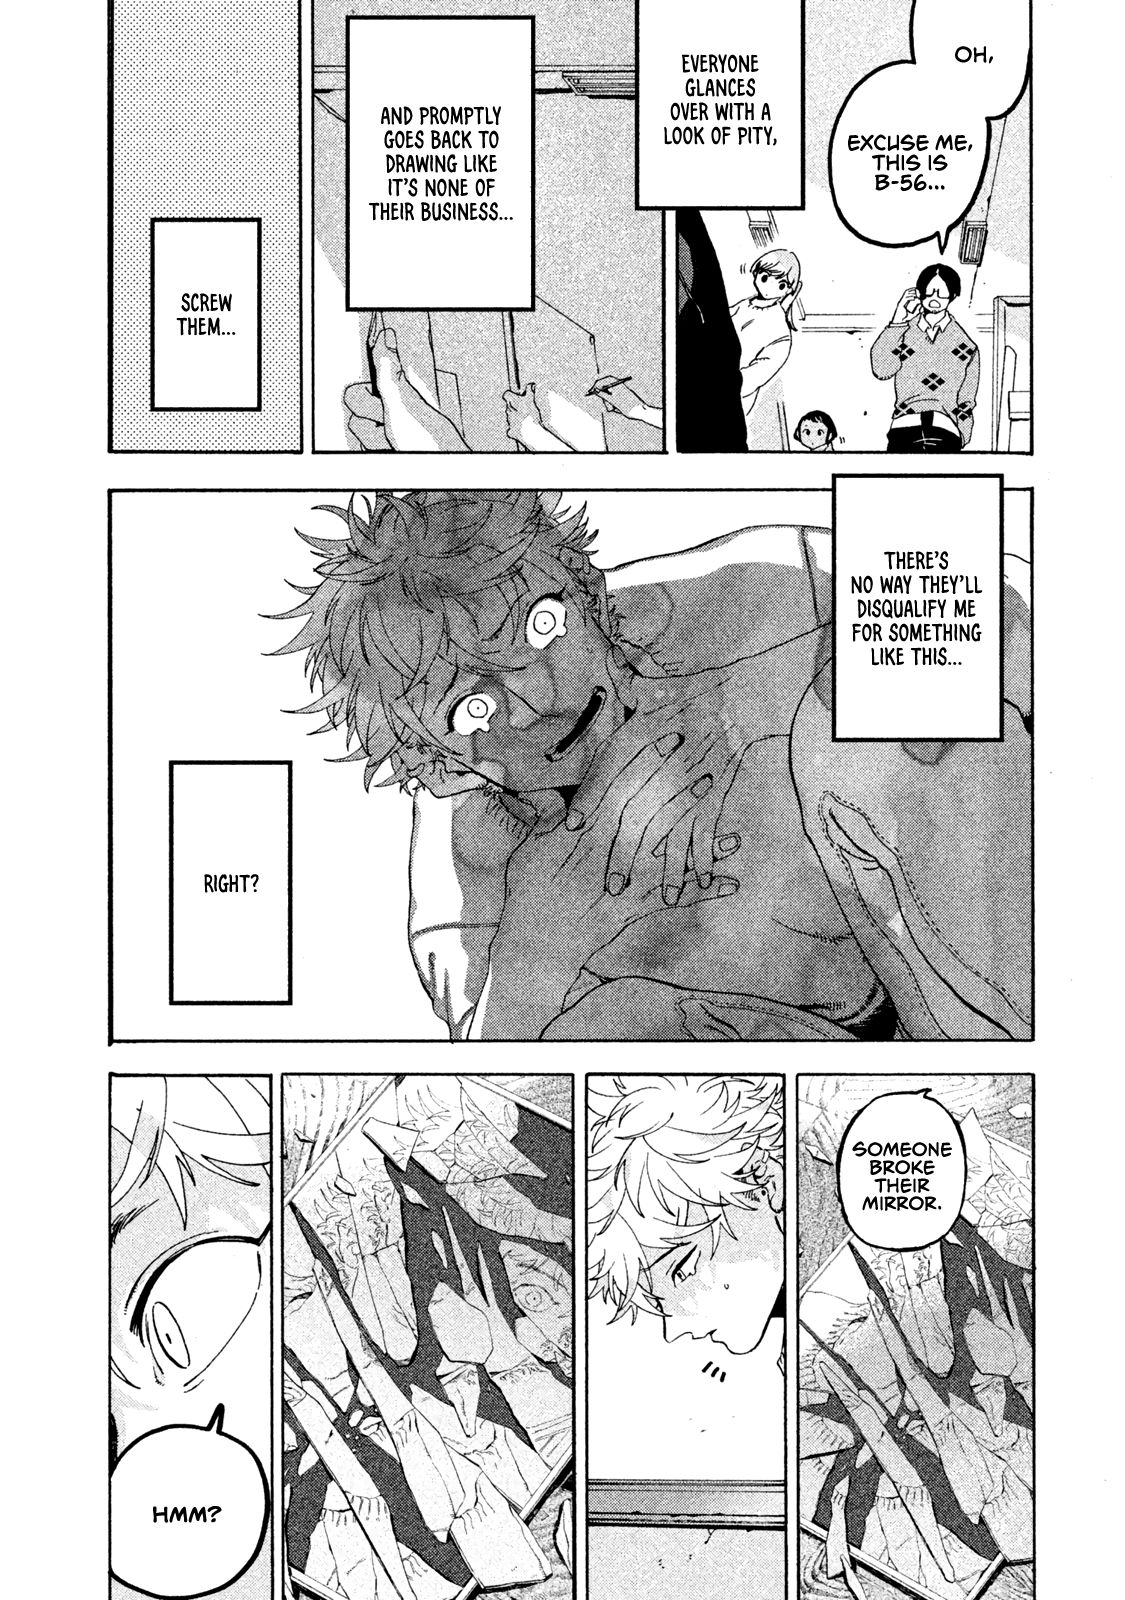 OH,
EXCUSE ME,
THIS IS
B-56...
EVERYONE
GLANCES
OVER WITH A
LOOK OF PITY,
AND PROMPTLY
GOES BACK TO
DRAWING LIKE
IT'S NONE OF
THEIR BUSINESS...
SCREW
THEM...
THERE'S
NO WAY THEY'LL
DISQUALIFY ME
FOR SOMETHING
LIKE THIS...
RIGHT?
SOMEONE
BROKE
THEIR
MIRROR.
HMM?